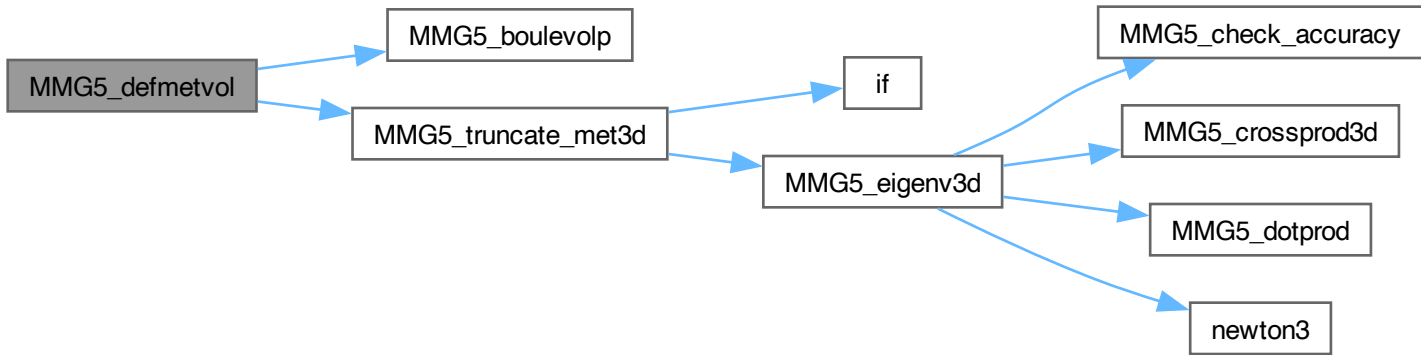 MMG5_defmetvol
MMG5_boulevolp
MMG5_truncate_met3d
if
MMG5_eigenv3d
MMG5_check_accuracy
MMG5_crossprod3d
MMG5_dotprod
newton3